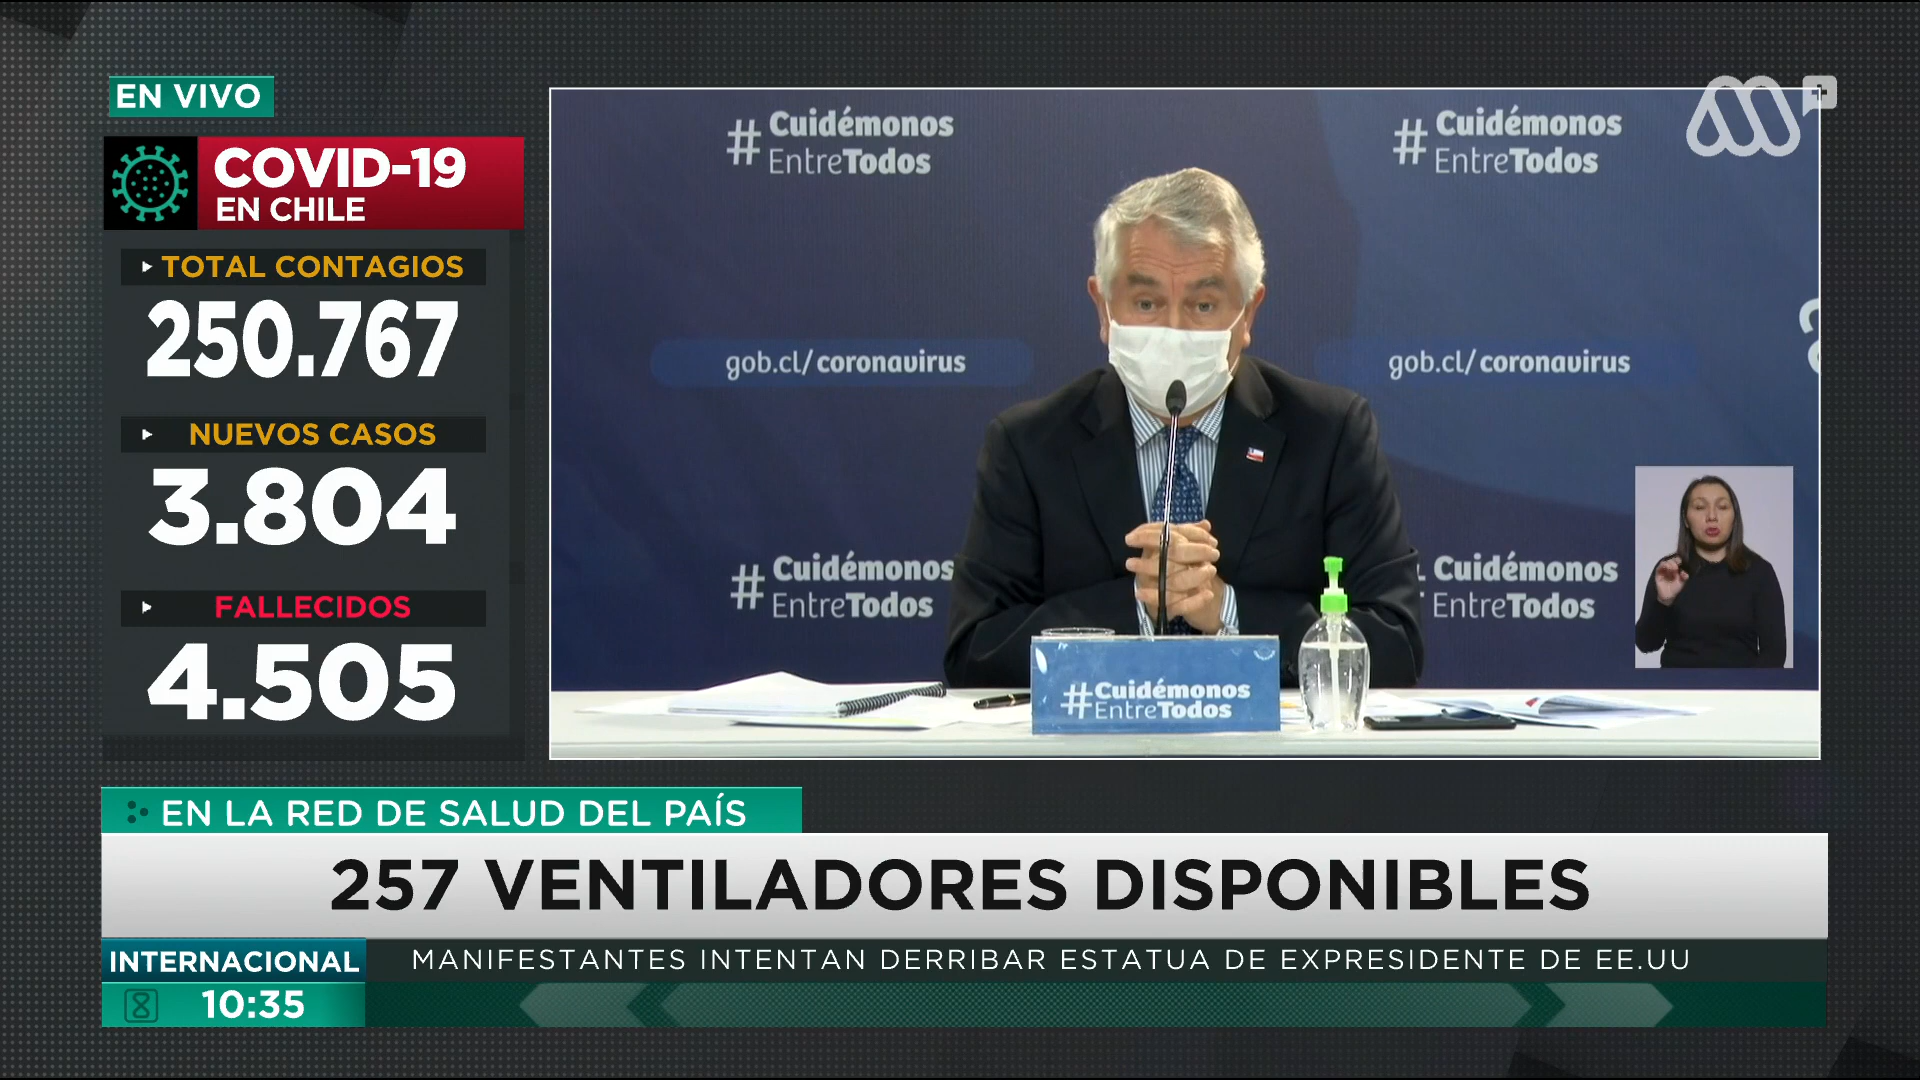 EN VIVO
COVID-19
EN CHILE
TOTAL CONTAGIOS
250.767
NUEVOS CASOS
3.804
FALLECIDOS
4.505
#Cuidémonos
EntreTodos
#Cuidémonos
EntreTodos
gob.cl/coronavirus
gob.cl/coronavirus
#Cuidémonos
EntreTodos
Cuidémonos
EntreTodos
#Cuidémonos
EntreTodos
EN LA RED DE SALUD DEL PAÍS
257 VENTILADORES DISPONIBLES
INTERNACIONAL
MANIFESTANTES INTENTAN DERRIBAR ESTATUA DE EXPRESIDENTE DE EE.UU
10:35